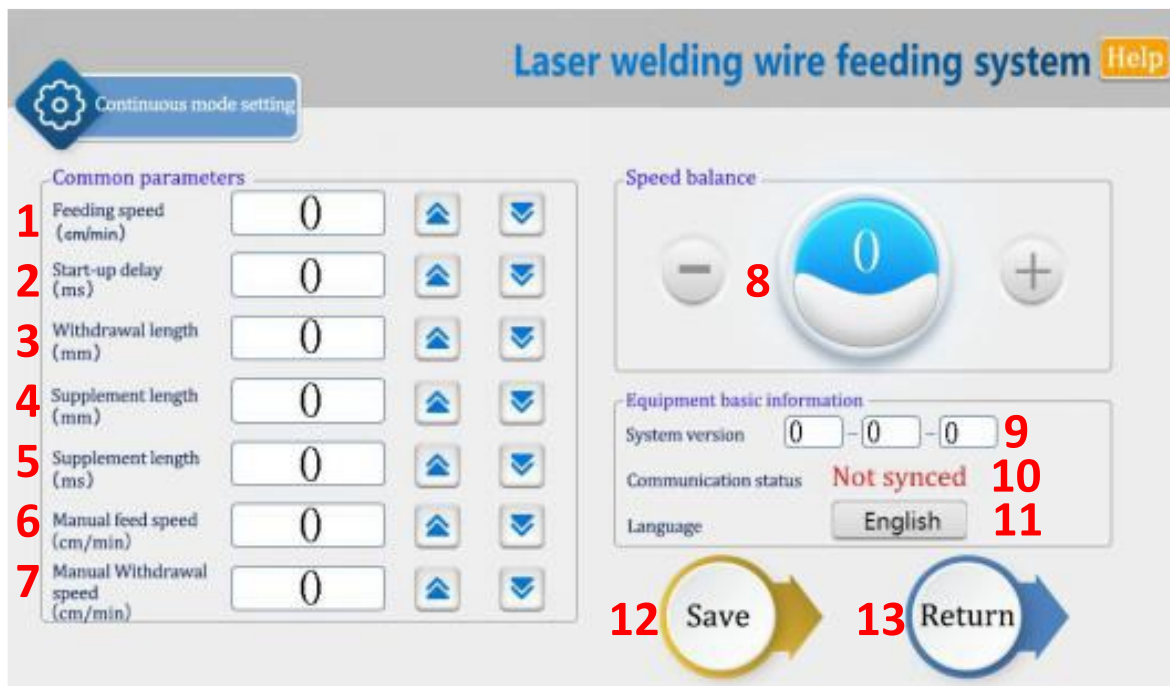 Laser welding wire feeding system Help
Continuous mode setting
Common parameters
1 Feeding speed 0
(cm/min)
2 Start-up delay 0
(ms)
3 Withdrawal length 0
(mm)
4 Supplement length 0
(mm)
5 Supplement length 0
(ms)
6 Manual feed speed 0
(cm/min)
7 Manual Withdrawal
speed 0
(cm/min)
Speed balance
8 0
Equipment basic information
System version 0 - 0 - 0 9
Communication status Not synced 10
Language English 11
12 Save
13 Return